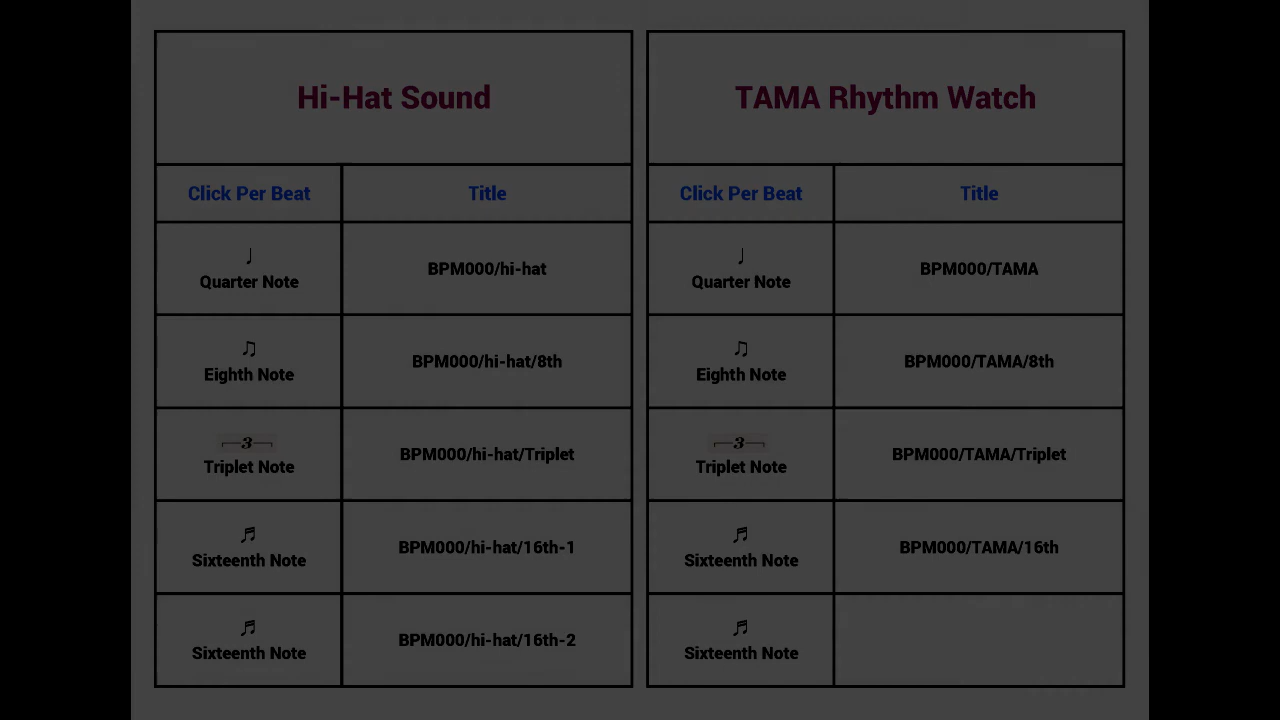 Hi-Hat Sound
Click Per Beat Title
♩
Quarter Note BPM000/hi-hat
♫
Eighth Note BPM000/hi-hat/8th
3
Triplet Note BPM000/hi-hat/Triplet
♬
Sixteenth Note BPM000/hi-hat/16th-1
♬
Sixteenth Note BPM000/hi-hat/16th-2
TAMA Rhythm Watch
Click Per Beat Title
♩
Quarter Note BPM000/TAMA
♫
Eighth Note BPM000/TAMA/8th
3
Triplet Note BPM000/TAMA/Triplet
♬
Sixteenth Note BPM000/TAMA/16th
♬
Sixteenth Note